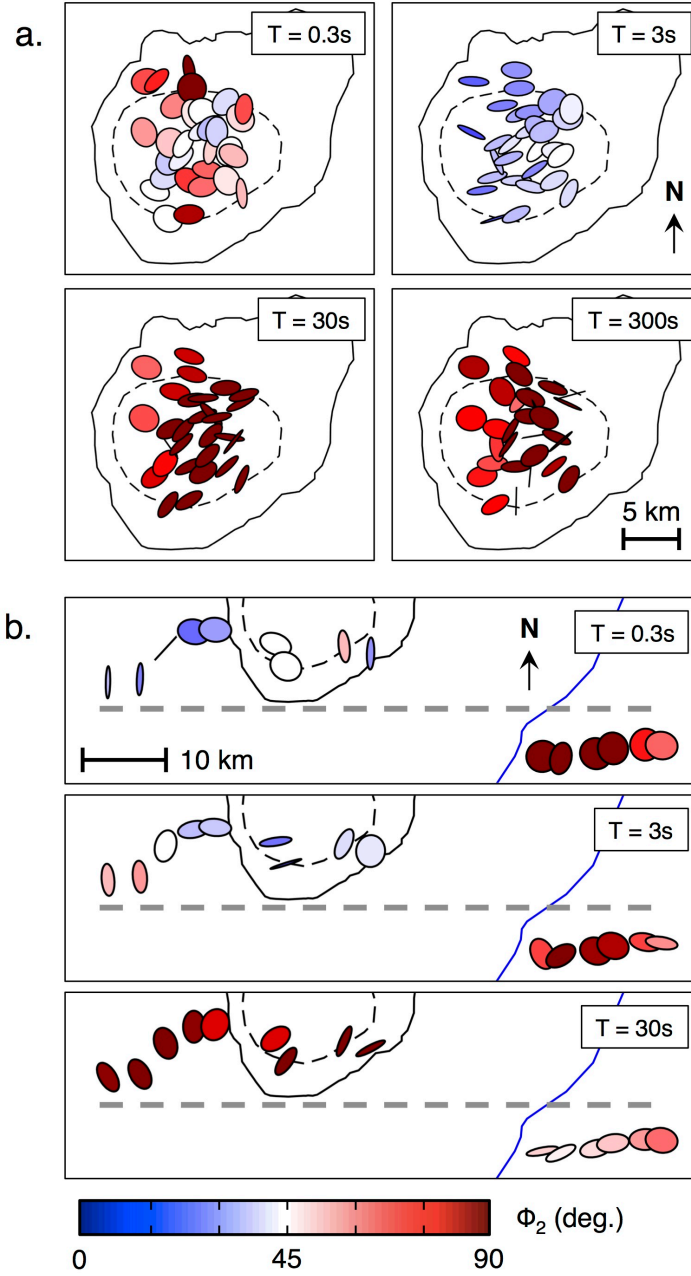 a.
T = 0.3s
T = 3s
N
T = 30s
T = 300s
5 km
b.
N
T = 0.3s
10 km
T = 3s
T = 30s
Φ2 (deg.)
0
45
90